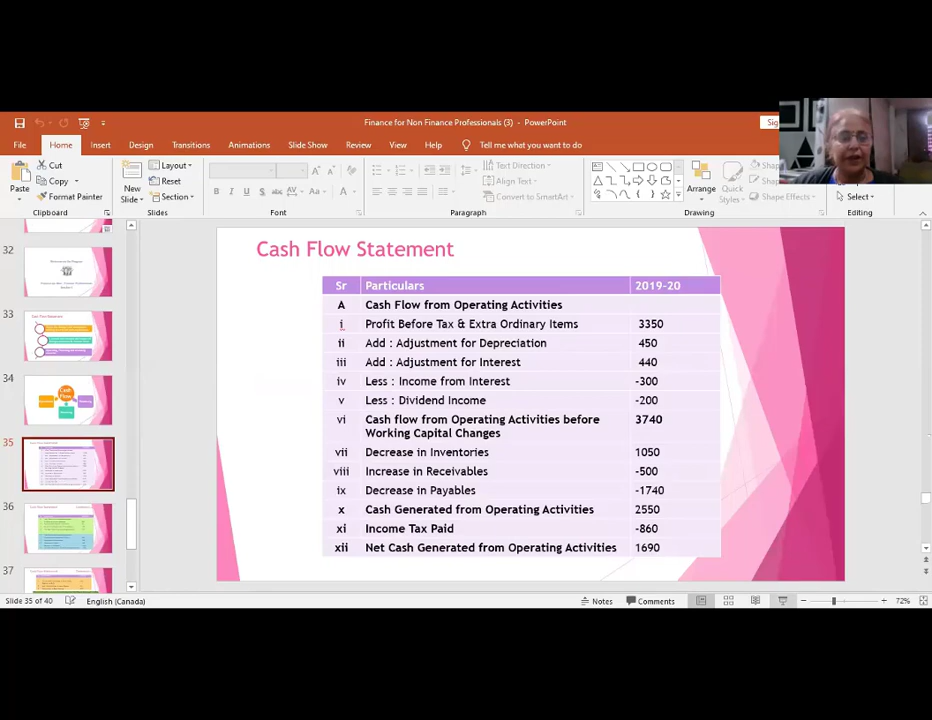 Finance for Non Finance Professionals (3) - PowerPoint
File Home Insert Design Transitions Animations Slide Show Review View Help Tell me what you want to do
Paste
Cut
Copy
Format Painter
Clipboard
New
Slide
Layout
Reset
Section
Slides
Font
Text Direction
Align Text
Convert to SmartArt
Paragraph
Arrange
Quick
Styles
Shape Effects
Drawing
Select
Editing
32
33
34
35
36
37
Cash Flow Statement
Sr Particulars 2019-20
A Cash Flow from Operating Activities
i Profit Before Tax & Extra Ordinary Items 3350
ii Add : Adjustment for Depreciation 450
iii Add : Adjustment for Interest 440
iv Less : Income from Interest -300
v Less : Dividend Income -200
vi Cash flow from Operating Activities before 3740
Working Capital Changes
vii Decrease in Inventories 1050
viii Increase in Receivables -500
ix Decrease in Payables -1740
x Cash Generated from Operating Activities 2550
xi Income Tax Paid -860
xii Net Cash Generated from Operating Activities 1690
Slide 35 of 40 English (Canada) Notes Comments 72%